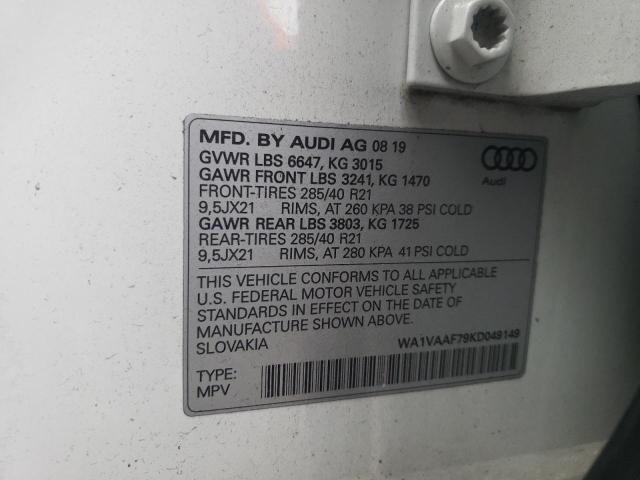 MFD. BY AUDI AG 08 19
GVWR LBS 6647, KG 3015
GAWR FRONT LBS 3241, KG 1470
FRONT-TIRES 285/40 R21
9,5JX21 RIMS, AT 260 KPA 38 PSI COLD
GAWR REAR LBS 3803, KG 1725
REAR-TIRES 285/40 R21
9,5JX21 RIMS, AT 280 KPA 41 PSI COLD
Audi
THIS VEHICLE CONFORMS TO ALL APPLICABLE
U.S. FEDERAL MOTOR VEHICLE SAFETY
STANDARDS IN EFFECT ON THE DATE OF
MANUFACTURE SHOWN ABOVE.
SLOVAKIA
WA1VAAF79KD049149
TYPE:
MPV